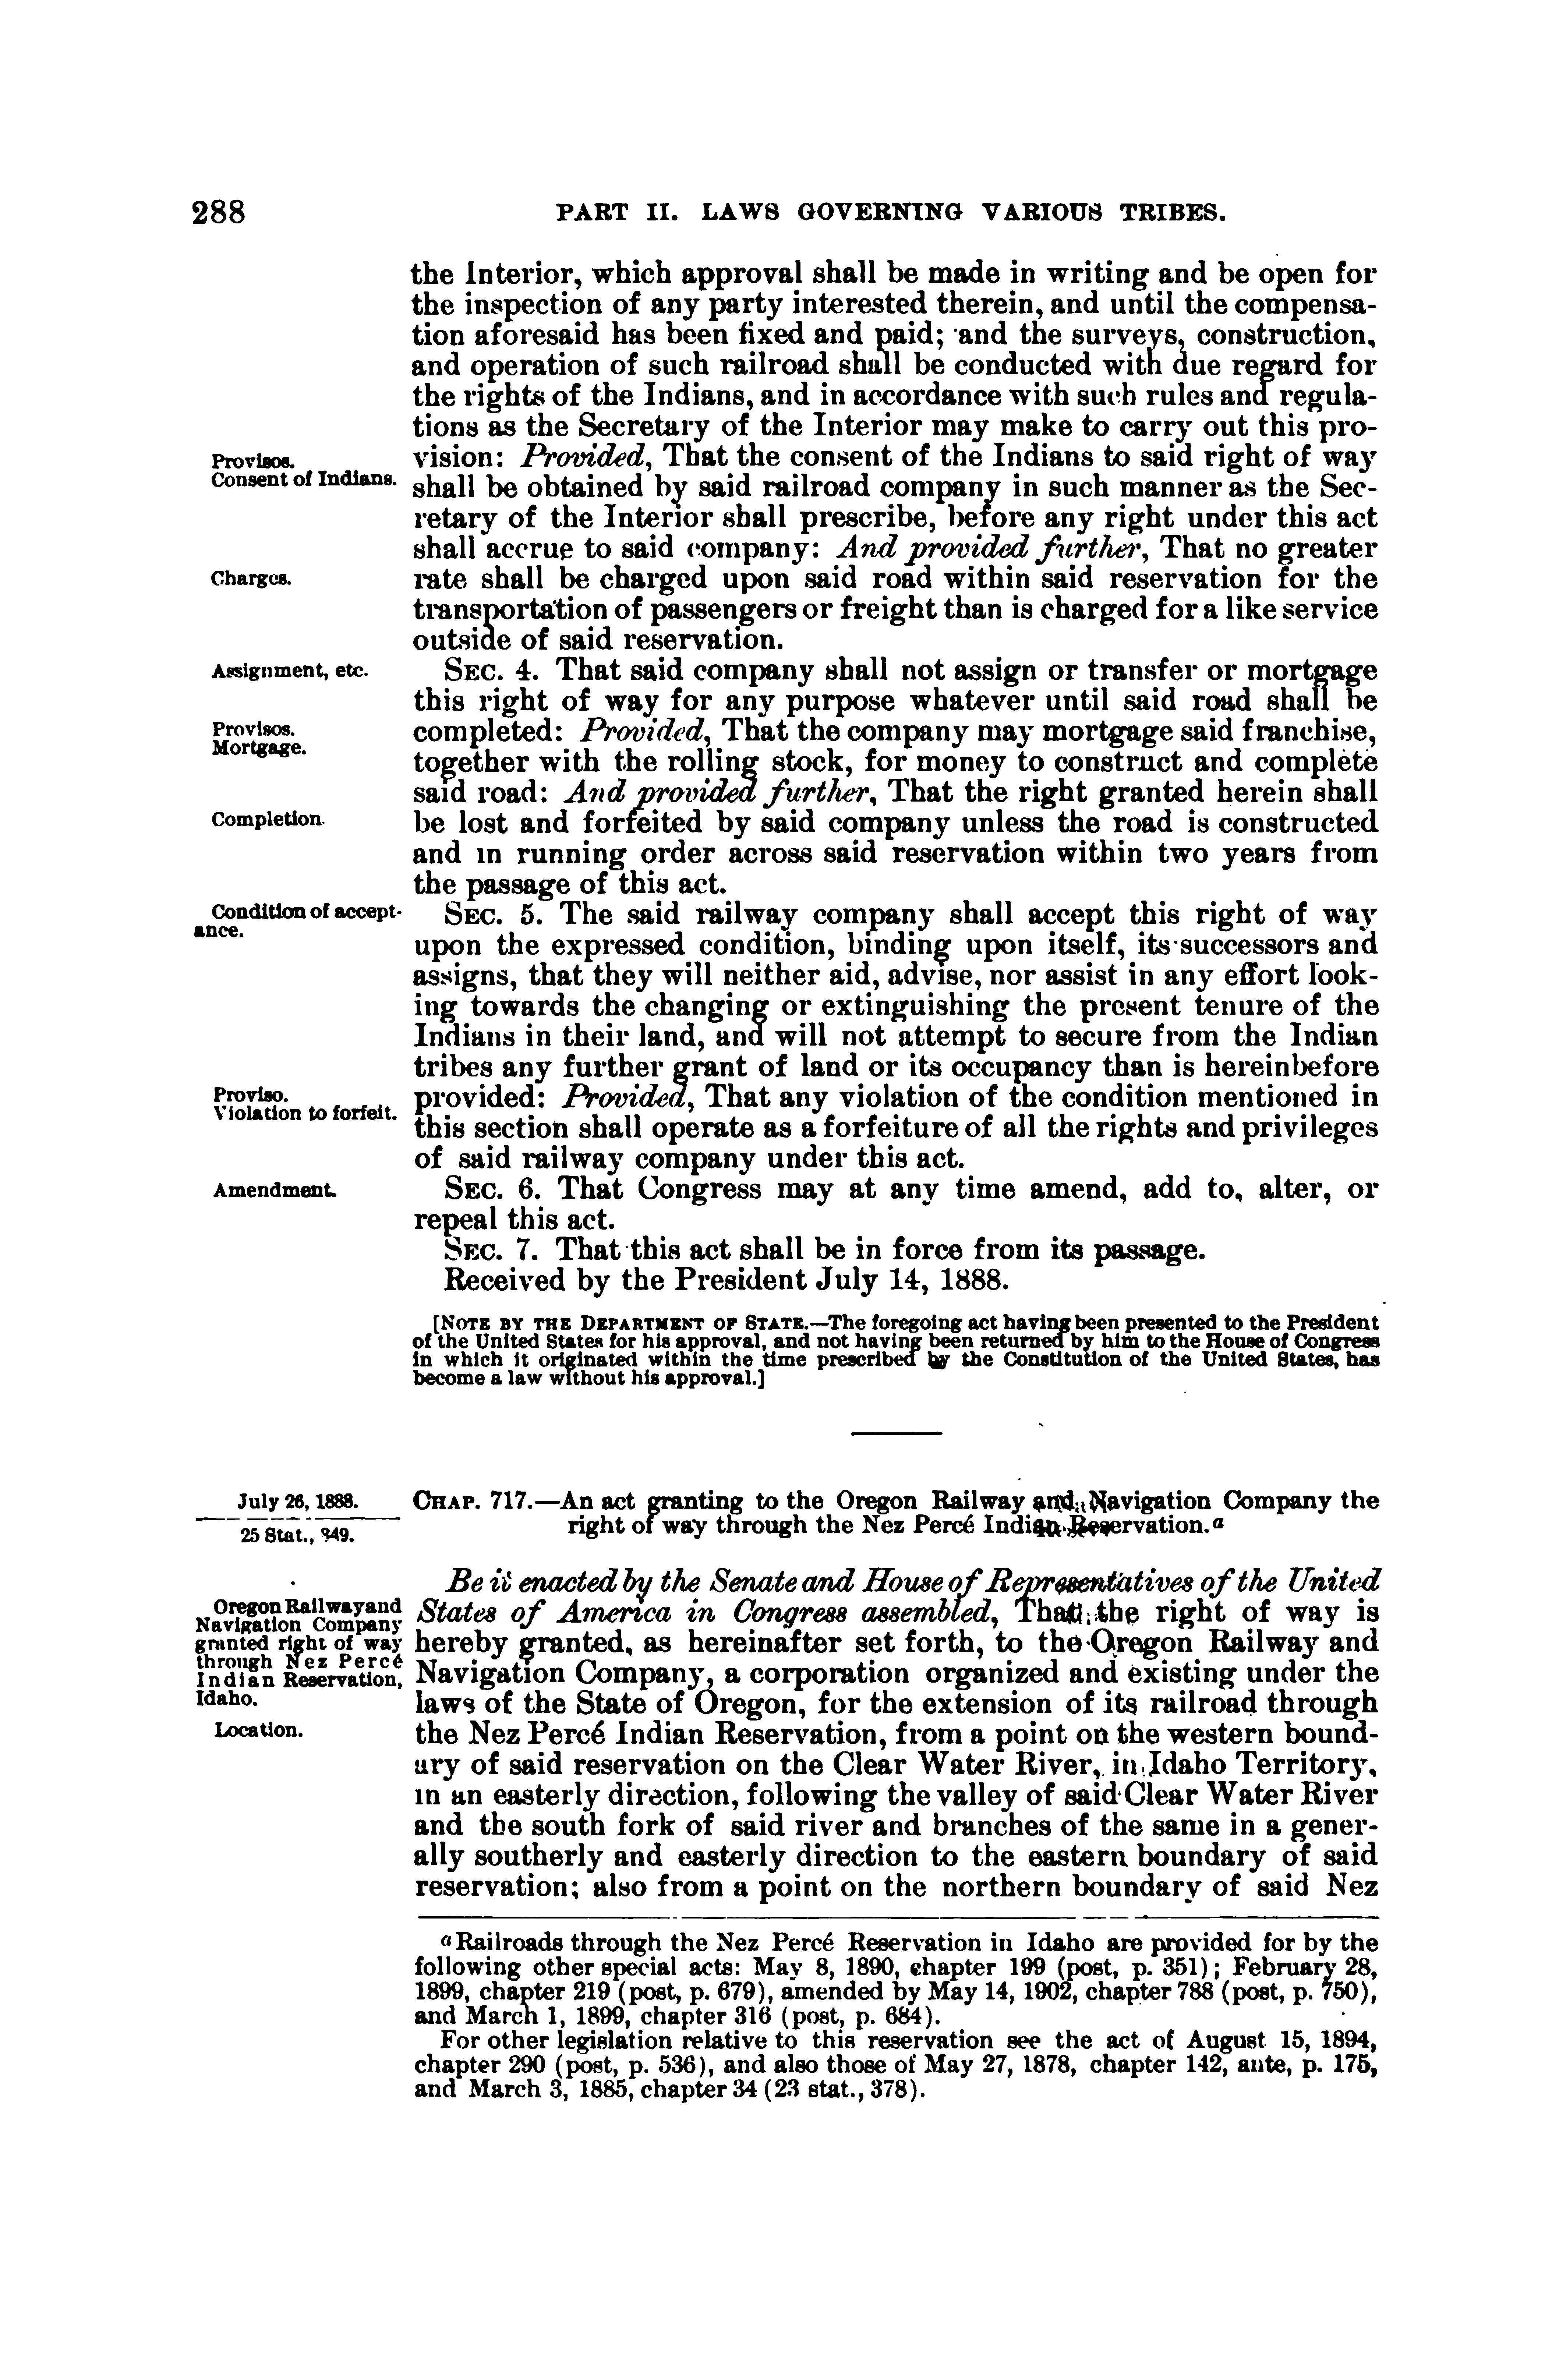 288
PART II. LAWS GOVERNING VARIOUS TRIBES.
the Interior, which approval shall be made in writing and be open for
the inspection of any party interested therein, and until the compensa-
tion aforesaid has been fixed and paid; and the surveys, construction,
and operation of such railroad shall be conducted with due regard for
the rights of the Indians, and in accordance with such rules and regula-
tions as the Secretary of the Interior may make to carry out this pro-
Provisos.
vision: Provided, That the consent of the Indians to said right of way
Consent of Indians.
shall be obtained by said railroad company in such manner as the Sec-
retary of the Interior shall prescribe, before any right under this act
shall accrue to said company: And provided further, That no greater
Charges.
rate shall be charged upon said road within said reservation for the
transportation of passengers or freight than is charged for a like service
outside of said reservation.
Assignment, etc.
SEC. 4. That said company shall not assign or transfer or mortgage
this right of way for any purpose whatever until said road shall be
Provisos.
completed: Provided, That the company may mortgage said franchise,
Mortgage.
together with the rolling stock, for money to construct and complete
said road: And provided further, That the right granted herein shall
Completion.
be lost and forfeited by said company unless the road is constructed
and in running order across said reservation within two years from
the passage of this act.
Condition of accept-
ance.
SEC. 5. The said railway company shall accept this right of way
upon the expressed condition, binding upon itself, its successors and
assigns, that they will neither aid, advise, nor assist in any effort look-
ing towards the changing or extinguishing the present tenure of the
Indians in their land, and will not attempt to secure from the Indian
tribes any further grant of land or its occupancy than is hereinbefore
Proviso.
provided: Provided, That any violation of the condition mentioned in
Violation to forfeit.
this section shall operate as a forfeiture of all the rights and privileges
of said railway company under this act.
Amendment.
SEC. 6. That Congress may at any time amend, add to, alter, or
repeal this act.
SEC. 7. That this act shall be in force from its passage.
Received by the President July 14, 1888.
[NOTE BY THE DEPARTMENT OF STATE.—The foregoing act having been presented to the President
of the United States for his approval, and not having been returned by him to the House of Congress
in which it originated within the time prescribed by the Constitution of the United States, has
become a law without his approval.]
July 26, 1888.
25 Stat., 349.
CHAP. 717.—An act granting to the Oregon Railway and Navigation Company the
right of way through the Nez Percé Indian Reservation.a
Be it enacted by the Senate and House of Representatives of the United
Oregon Railway and
Navigation Company
granted right of way
through Nez Percé
Indian Reservation,
Idaho.
States of America in Congress assembled, That the right of way is
hereby granted, as hereinafter set forth, to the Oregon Railway and
Navigation Company, a corporation organized and existing under the
laws of the State of Oregon, for the extension of its railroad through
Location.
the Nez Percé Indian Reservation, from a point on the western bound-
ary of said reservation on the Clear Water River, in Idaho Territory,
in an easterly direction, following the valley of said Clear Water River
and the south fork of said river and branches of the same in a gener-
ally southerly and easterly direction to the eastern boundary of said
reservation; also from a point on the northern boundary of said Nez
a Railroads through the Nez Percé Reservation in Idaho are provided for by the
following other special acts: May 8, 1890, chapter 199 (post, p. 351); February 28,
1899, chapter 219 (post, p. 679), amended by May 14, 1902, chapter 788 (post, p. 750),
and March 1, 1899, chapter 316 (post, p. 684).
For other legislation relative to this reservation see the act of August 15, 1894,
chapter 290 (post, p. 536), and also those of May 27, 1878, chapter 142, ante, p. 175,
and March 3, 1885, chapter 34 (23 stat., 378).